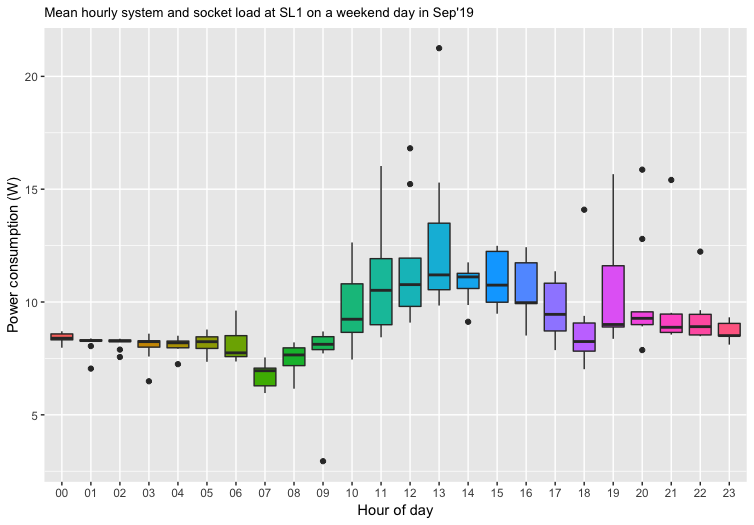 Mean hourly system and socket load at SL1 on a weekend day in Sep'19
Power consumption (W)
20
15
10
5
00 01 02 03 04 05 06 07 08 09 10 11 12 13 14 15 16 17 18 19 20 21 22 23
Hour of day